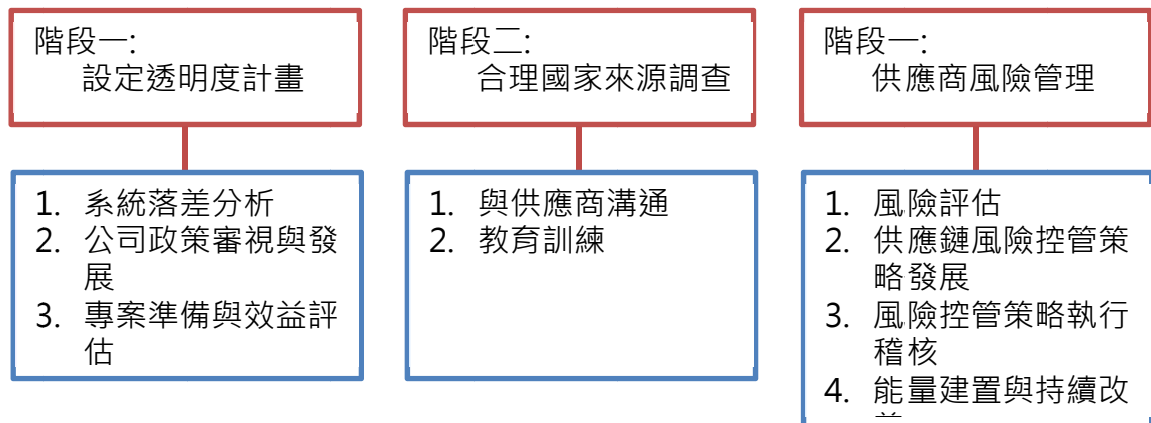 階段一:
設定透明度計畫
1. 系統落差分析
2. 公司政策審視與發
展
3. 專案準備與效益評
估
階段二:
合理國家來源調查
1. 與供應商溝通
2. 教育訓練
階段一:
供應商風險管理
1. 風險評估
2. 供應鏈風險控管策
略發展
3. 風險控管策略執行
稽核
4. 能量建置與持續改